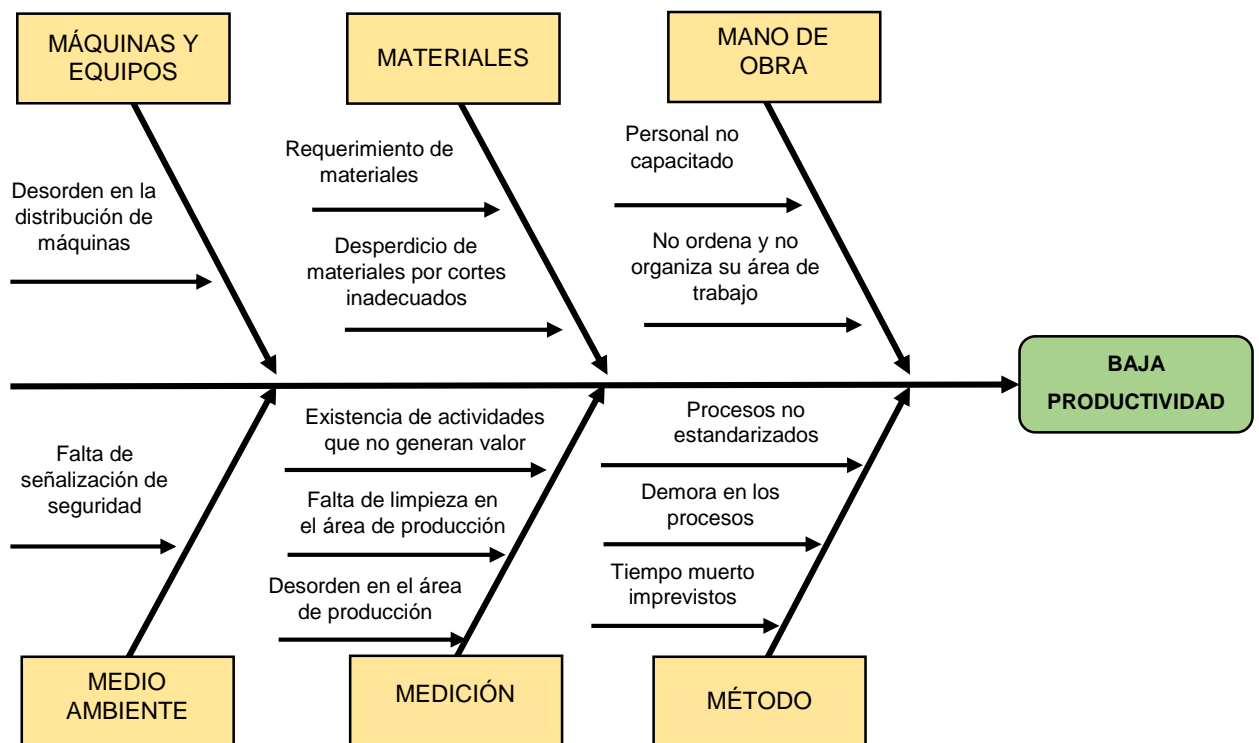 MÁQUINAS Y
EQUIPOS
MATERIALES
MANO DE
OBRA
Desorden en la
distribución de
máquinas
Requerimiento de
materiales
Desperdicio de
materiales por cortes
inadecuados
Personal no
capacitado
No ordena y no
organiza su área de
trabajo
BAJA
PRODUCTIVIDAD
Falta de
señalización de
seguridad
Existencia de actividades
que no generan valor
Falta de limpieza en
el área de producción
Desorden en el área
de producción
Procesos no
estandarizados
Demora en los
procesos
Tiempo muerto
imprevistos
MEDIO
AMBIENTE
MEDICIÓN
MÉTODO